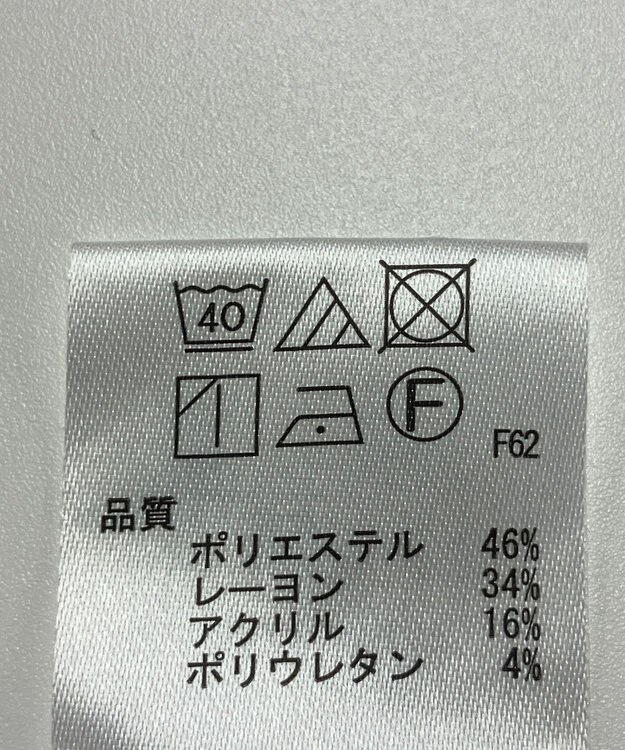 40
F
F62
品質
ポリエステル 46%
レーヨン 34%
アクリル 16%
ポリウレタン 4%